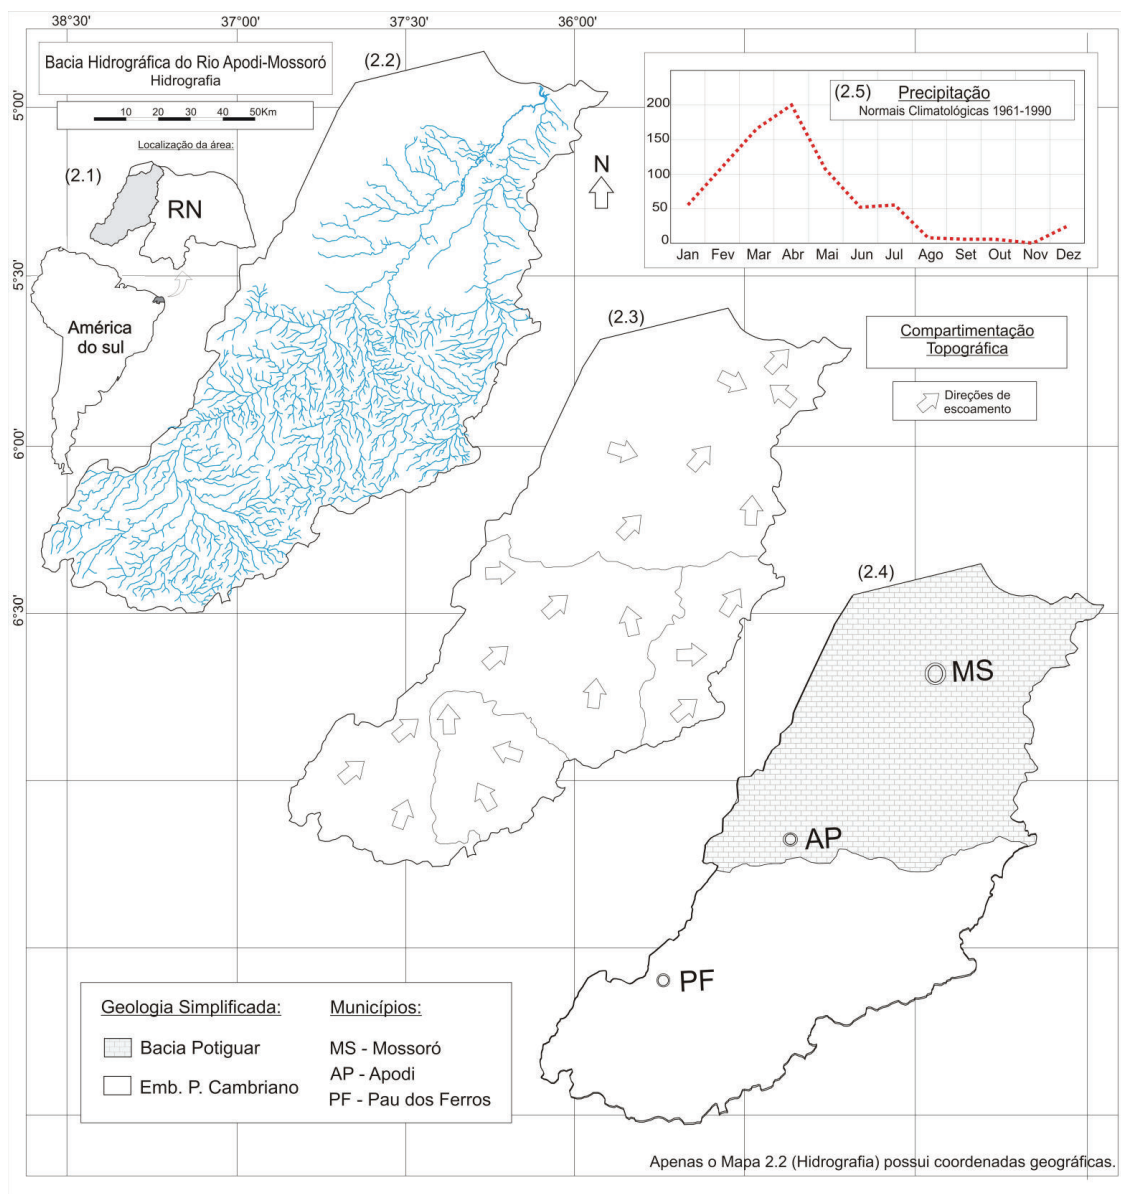 38°30'
37°00'
37°30'
36°00'
Bacia Hidrográfica do Rio Apodi-Mossoró
Hidrografia
10 20 30 40 50Km
Localização da área:
(2.1)
RN
América
do sul
(2.2)
N
5°00'
5°30'
6°00'
6°30'
(2.5) Precipitação
Normais Climatológicas 1961-1990
200
150
100
50
0
Jan Fev Mar Abr Mai Jun Jul Ago Set Out Nov Dez
(2.3)
Compartimentação
Topográfica
Direções de
escoamento
(2.4)
MS
AP
PF
Geologia Simplificada:
Bacia Potiguar
Emb. P. Cambriano
Municípios:
MS - Mossoró
AP - Apodi
PF - Pau dos Ferros
Apenas o Mapa 2.2 (Hidrografia) possui coordenadas geográficas.